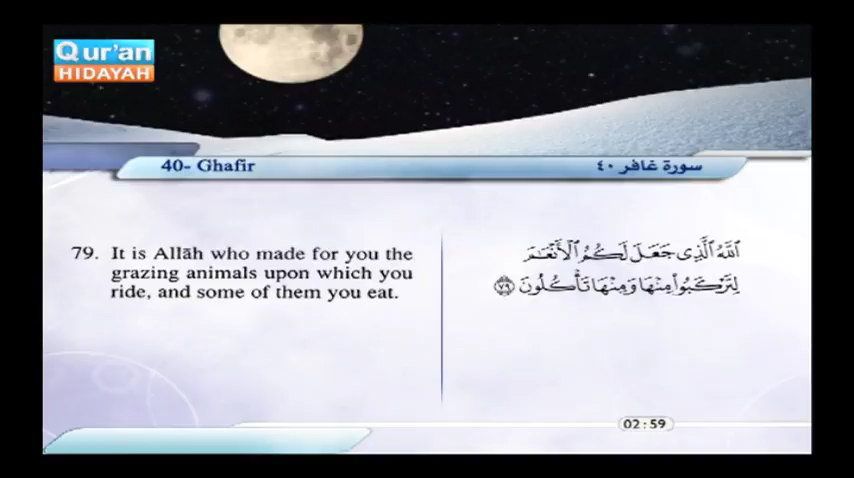 Qur'an
HIDAYAH
40- Ghafir
سورة غافر ٤٠
79. It is Allāh who made for you the
grazing animals upon which you
ride, and some of them you eat.
ٱللَّهُ ٱلَّذِى جَعَلَ لَكُمُ ٱلْأَنْعَٰمَ
لِتَرْكَبُوا۟ مِنْهَا وَمِنْهَا تَأْكُلُونَ ٧٩
02:59